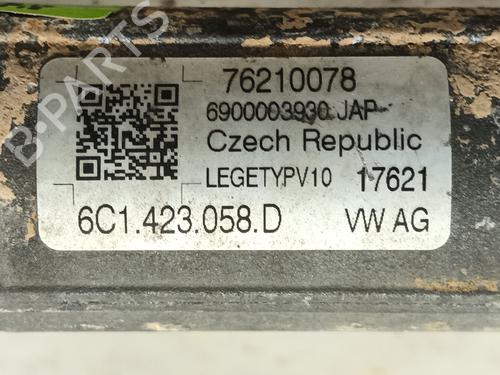 B-PARTS
76210078
6900003930 JAP
Czech Republic
LEGETYPV10 17621
6C1.423.058.D VW AG